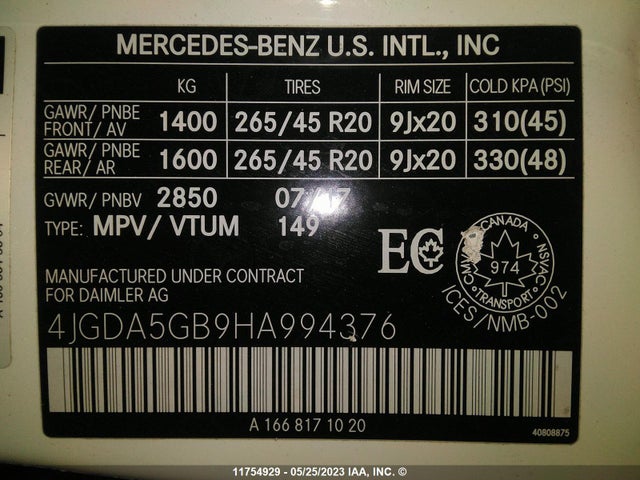 MERCEDES-BENZ U.S. INTL., INC
KG TIRES RIM SIZE COLD KPA (PSI)
GAWR/ PNBE
FRONT/ AV 1400 265/45 R20 9Jx20 310(45)
GAWR/ PNBE
REAR/ AR 1600 265/45 R20 9Jx20 330(48)
GVWR/ PNBV 2850
TYPE: MPV/ VTUM 149
EC
CANADA
974
TRANSPORT
ICES/NMB-002
MANUFACTURED UNDER CONTRACT
FOR DAIMLER AG
4JGDA5GB9HA994376
A 166 817 10 20
40808875
11754929 - 05/25/2023 IAA, INC. ©